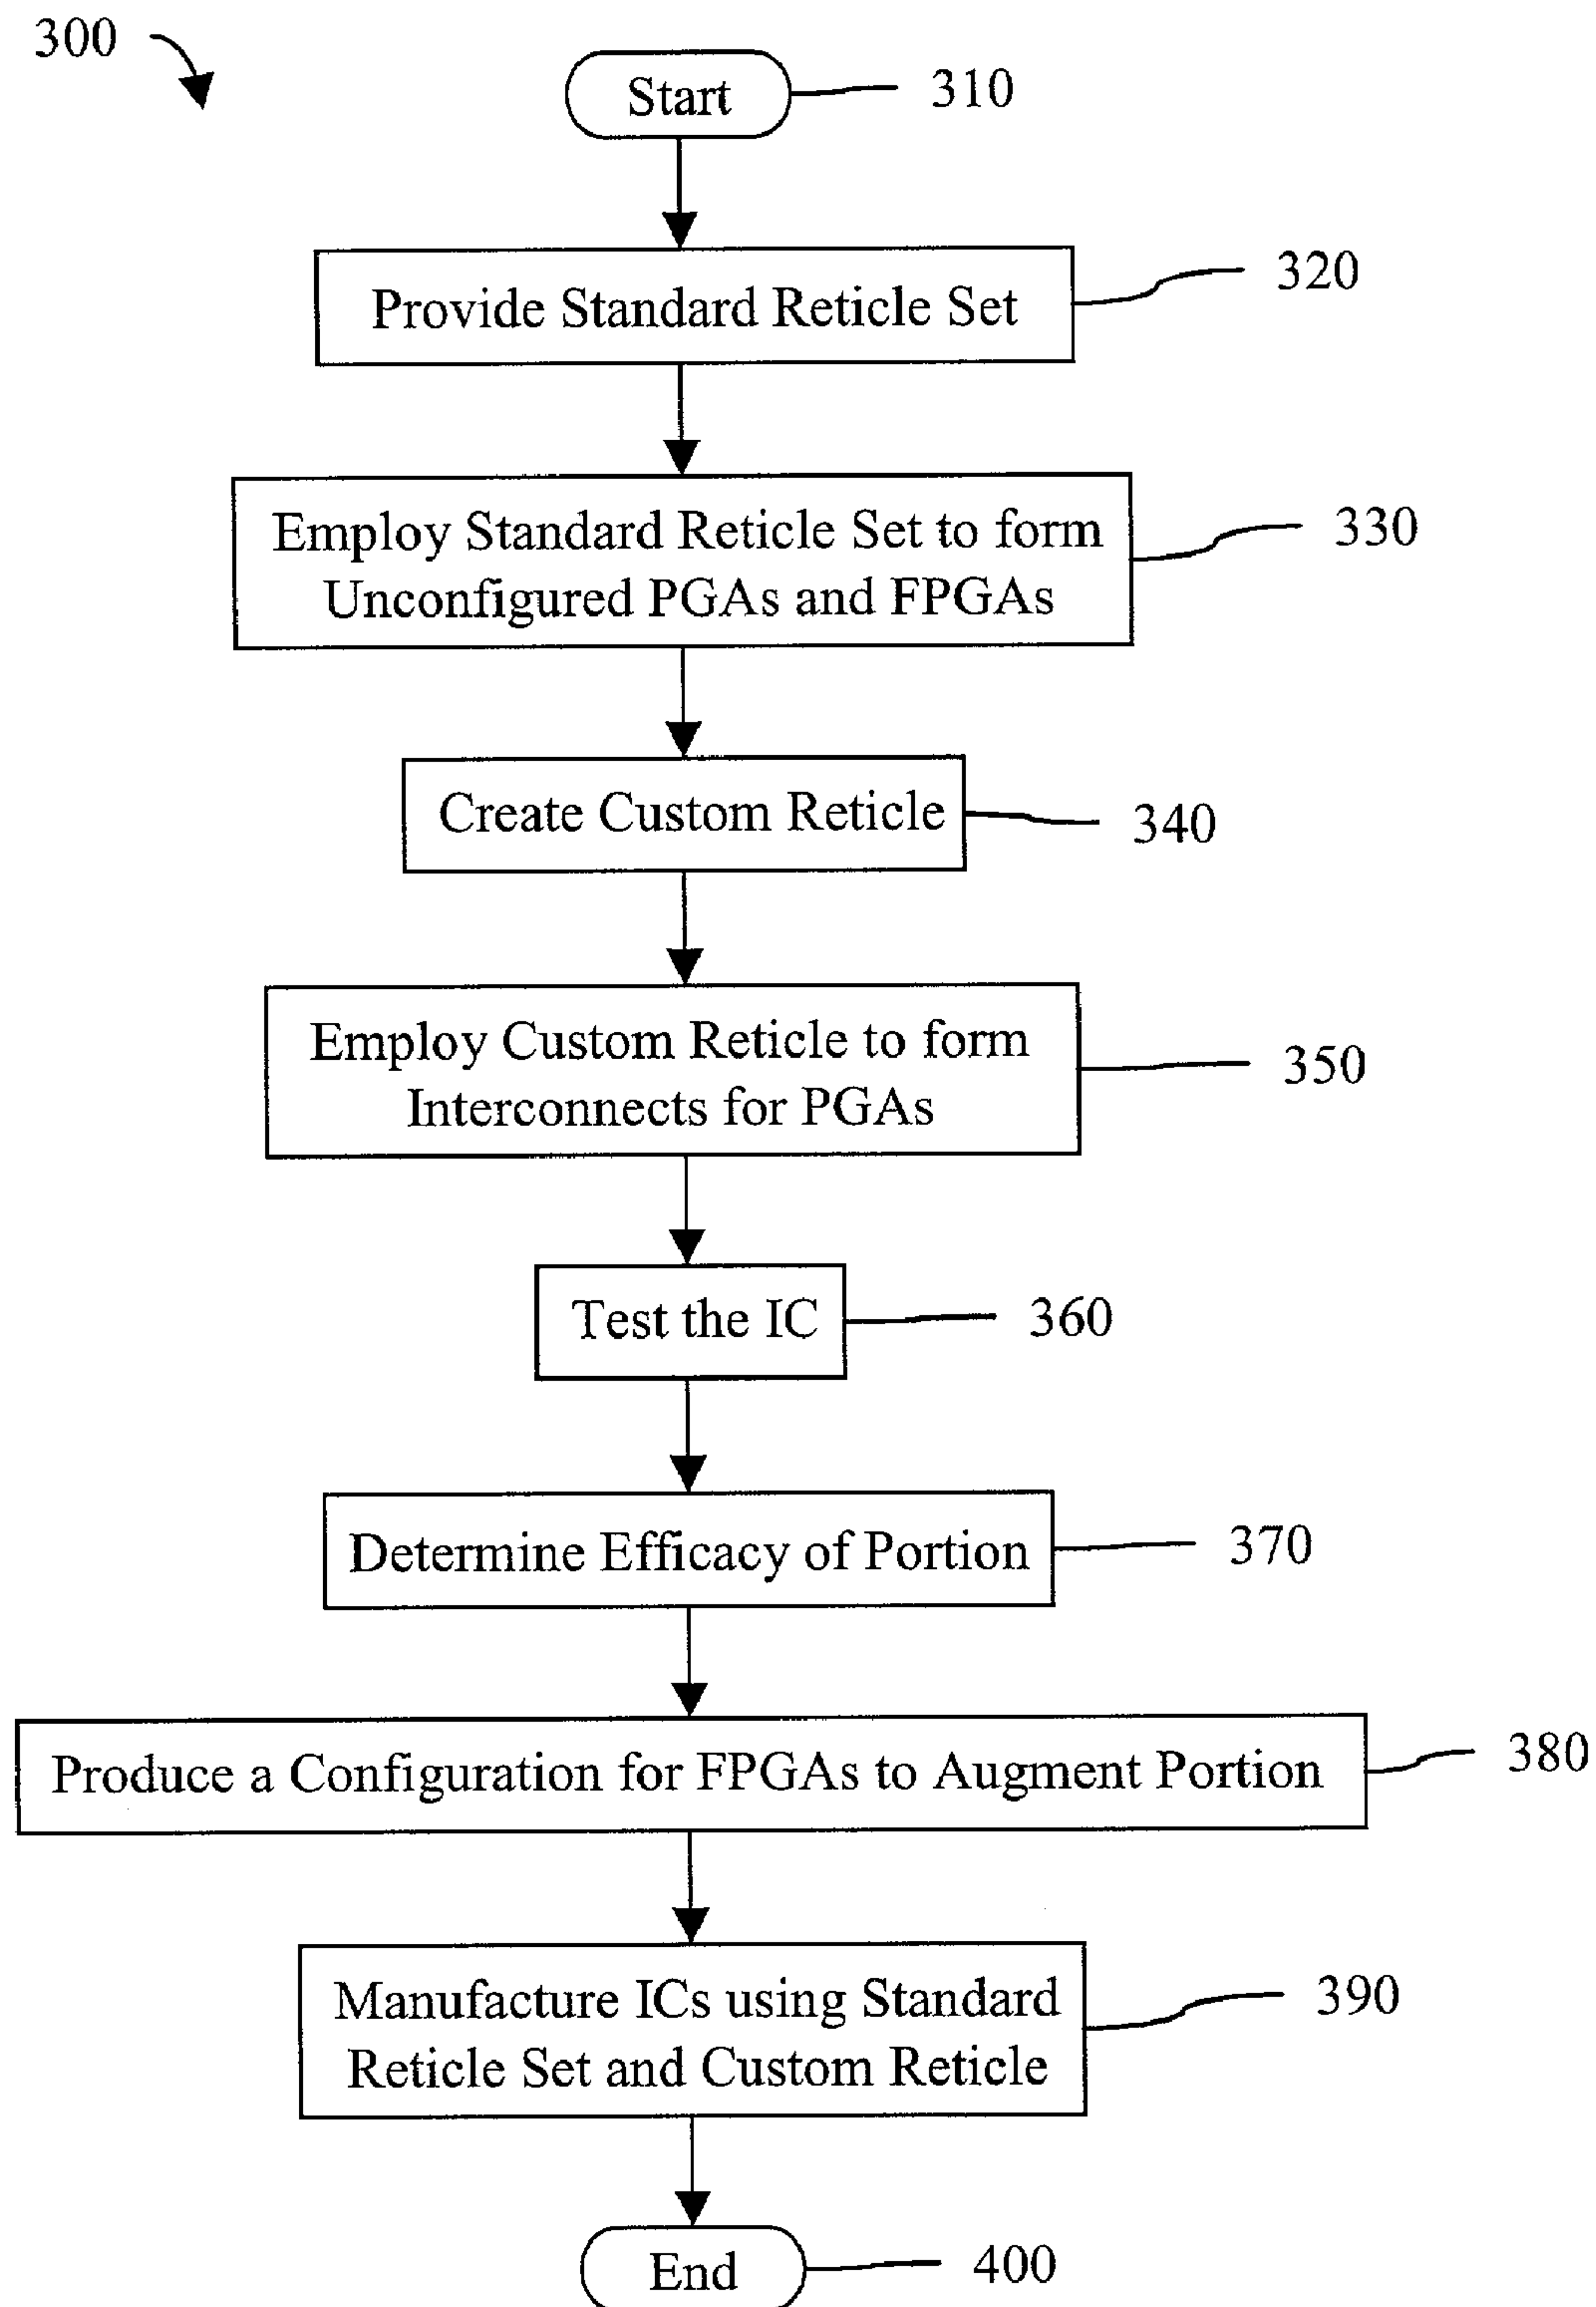 300
Start
310
Provide Standard Reticle Set
320
Employ Standard Reticle Set to form
Unconfigured PGAs and FPGAs
330
Create Custom Reticle
340
Employ Custom Reticle to form
Interconnects for PGAs
350
Test the IC
360
Determine Efficacy of Portion
370
Produce a Configuration for FPGAs to Augment Portion
380
Manufacture ICs using Standard
Reticle Set and Custom Reticle
390
End
400